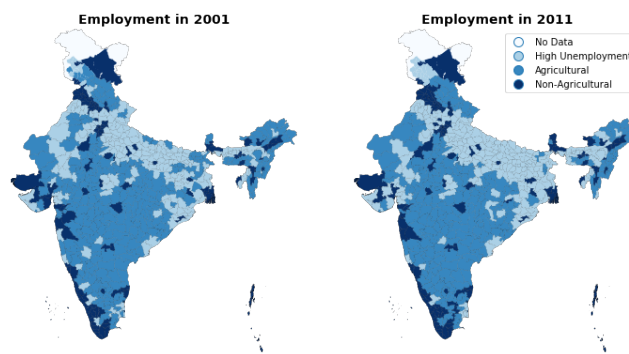 Employment in 2001
Employment in 2011
No Data
High Unemployment
Agricultural
Non-Agricultural